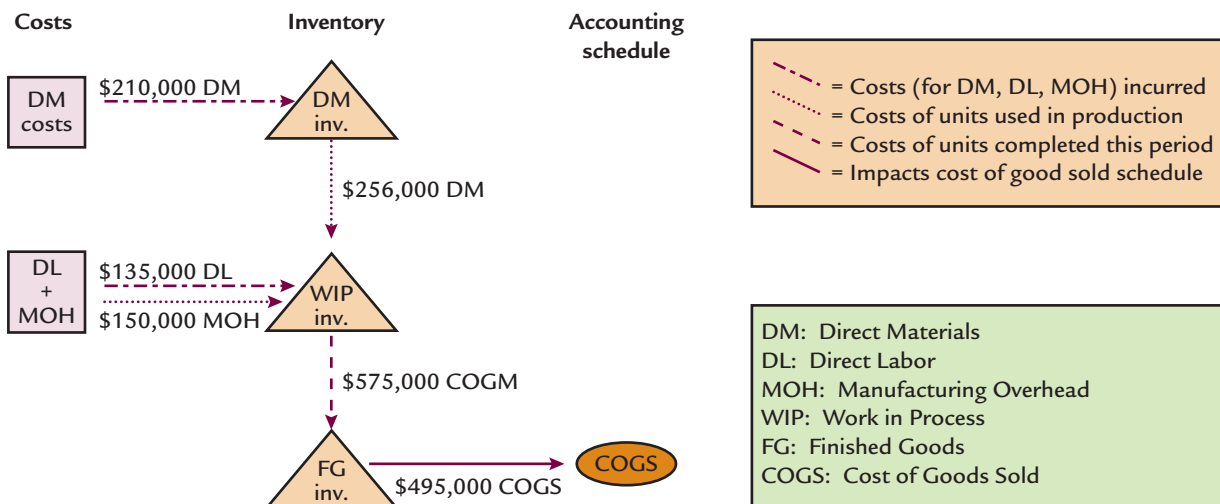 Costs
Inventory
Accounting
schedule
DM
costs
$210,000 DM
DM
inv.
$256,000 DM
DL
+
MOH
$135,000 DL
$150,000 MOH
WIP
inv.
$575,000 COGM
FG
inv.
$495,000 COGS
COGS
= Costs (for DM, DL, MOH) incurred
= Costs of units used in production
= Costs of units completed this period
= Impacts cost of good sold schedule
DM: Direct Materials
DL: Direct Labor
MOH: Manufacturing Overhead
WIP: Work in Process
FG: Finished Goods
COGS: Cost of Goods Sold